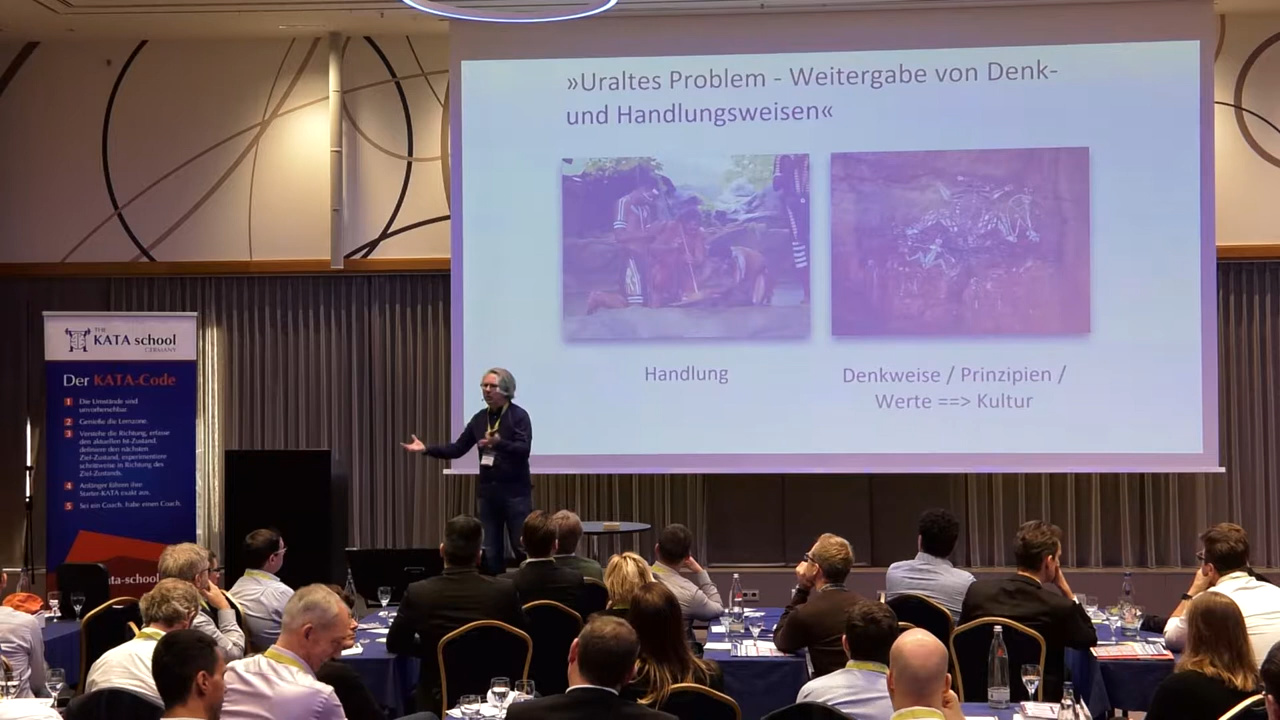 »Uraltes Problem - Weitergabe von Denk-
und Handlungsweisen«
Handlung
Denkweise / Prinzipien /
Werte ==> Kultur
THE
KATA school
GERMANY
Der KATA-Code
1 Die Umstände sind
unvorhersehbar.
2 Genieße die Lernzone.
3 Verstehe die Richtung, erfasse
den aktuellen Ist-Zustand,
definiere den nächsten
Ziel-Zustand, experimentiere
schrittweise in Richtung des
Ziel-Zustands.
4 Anfänger führen ihre
Starter-KATA exakt aus.
5 Sei ein Coach. Habe einen Coach.
ta-school